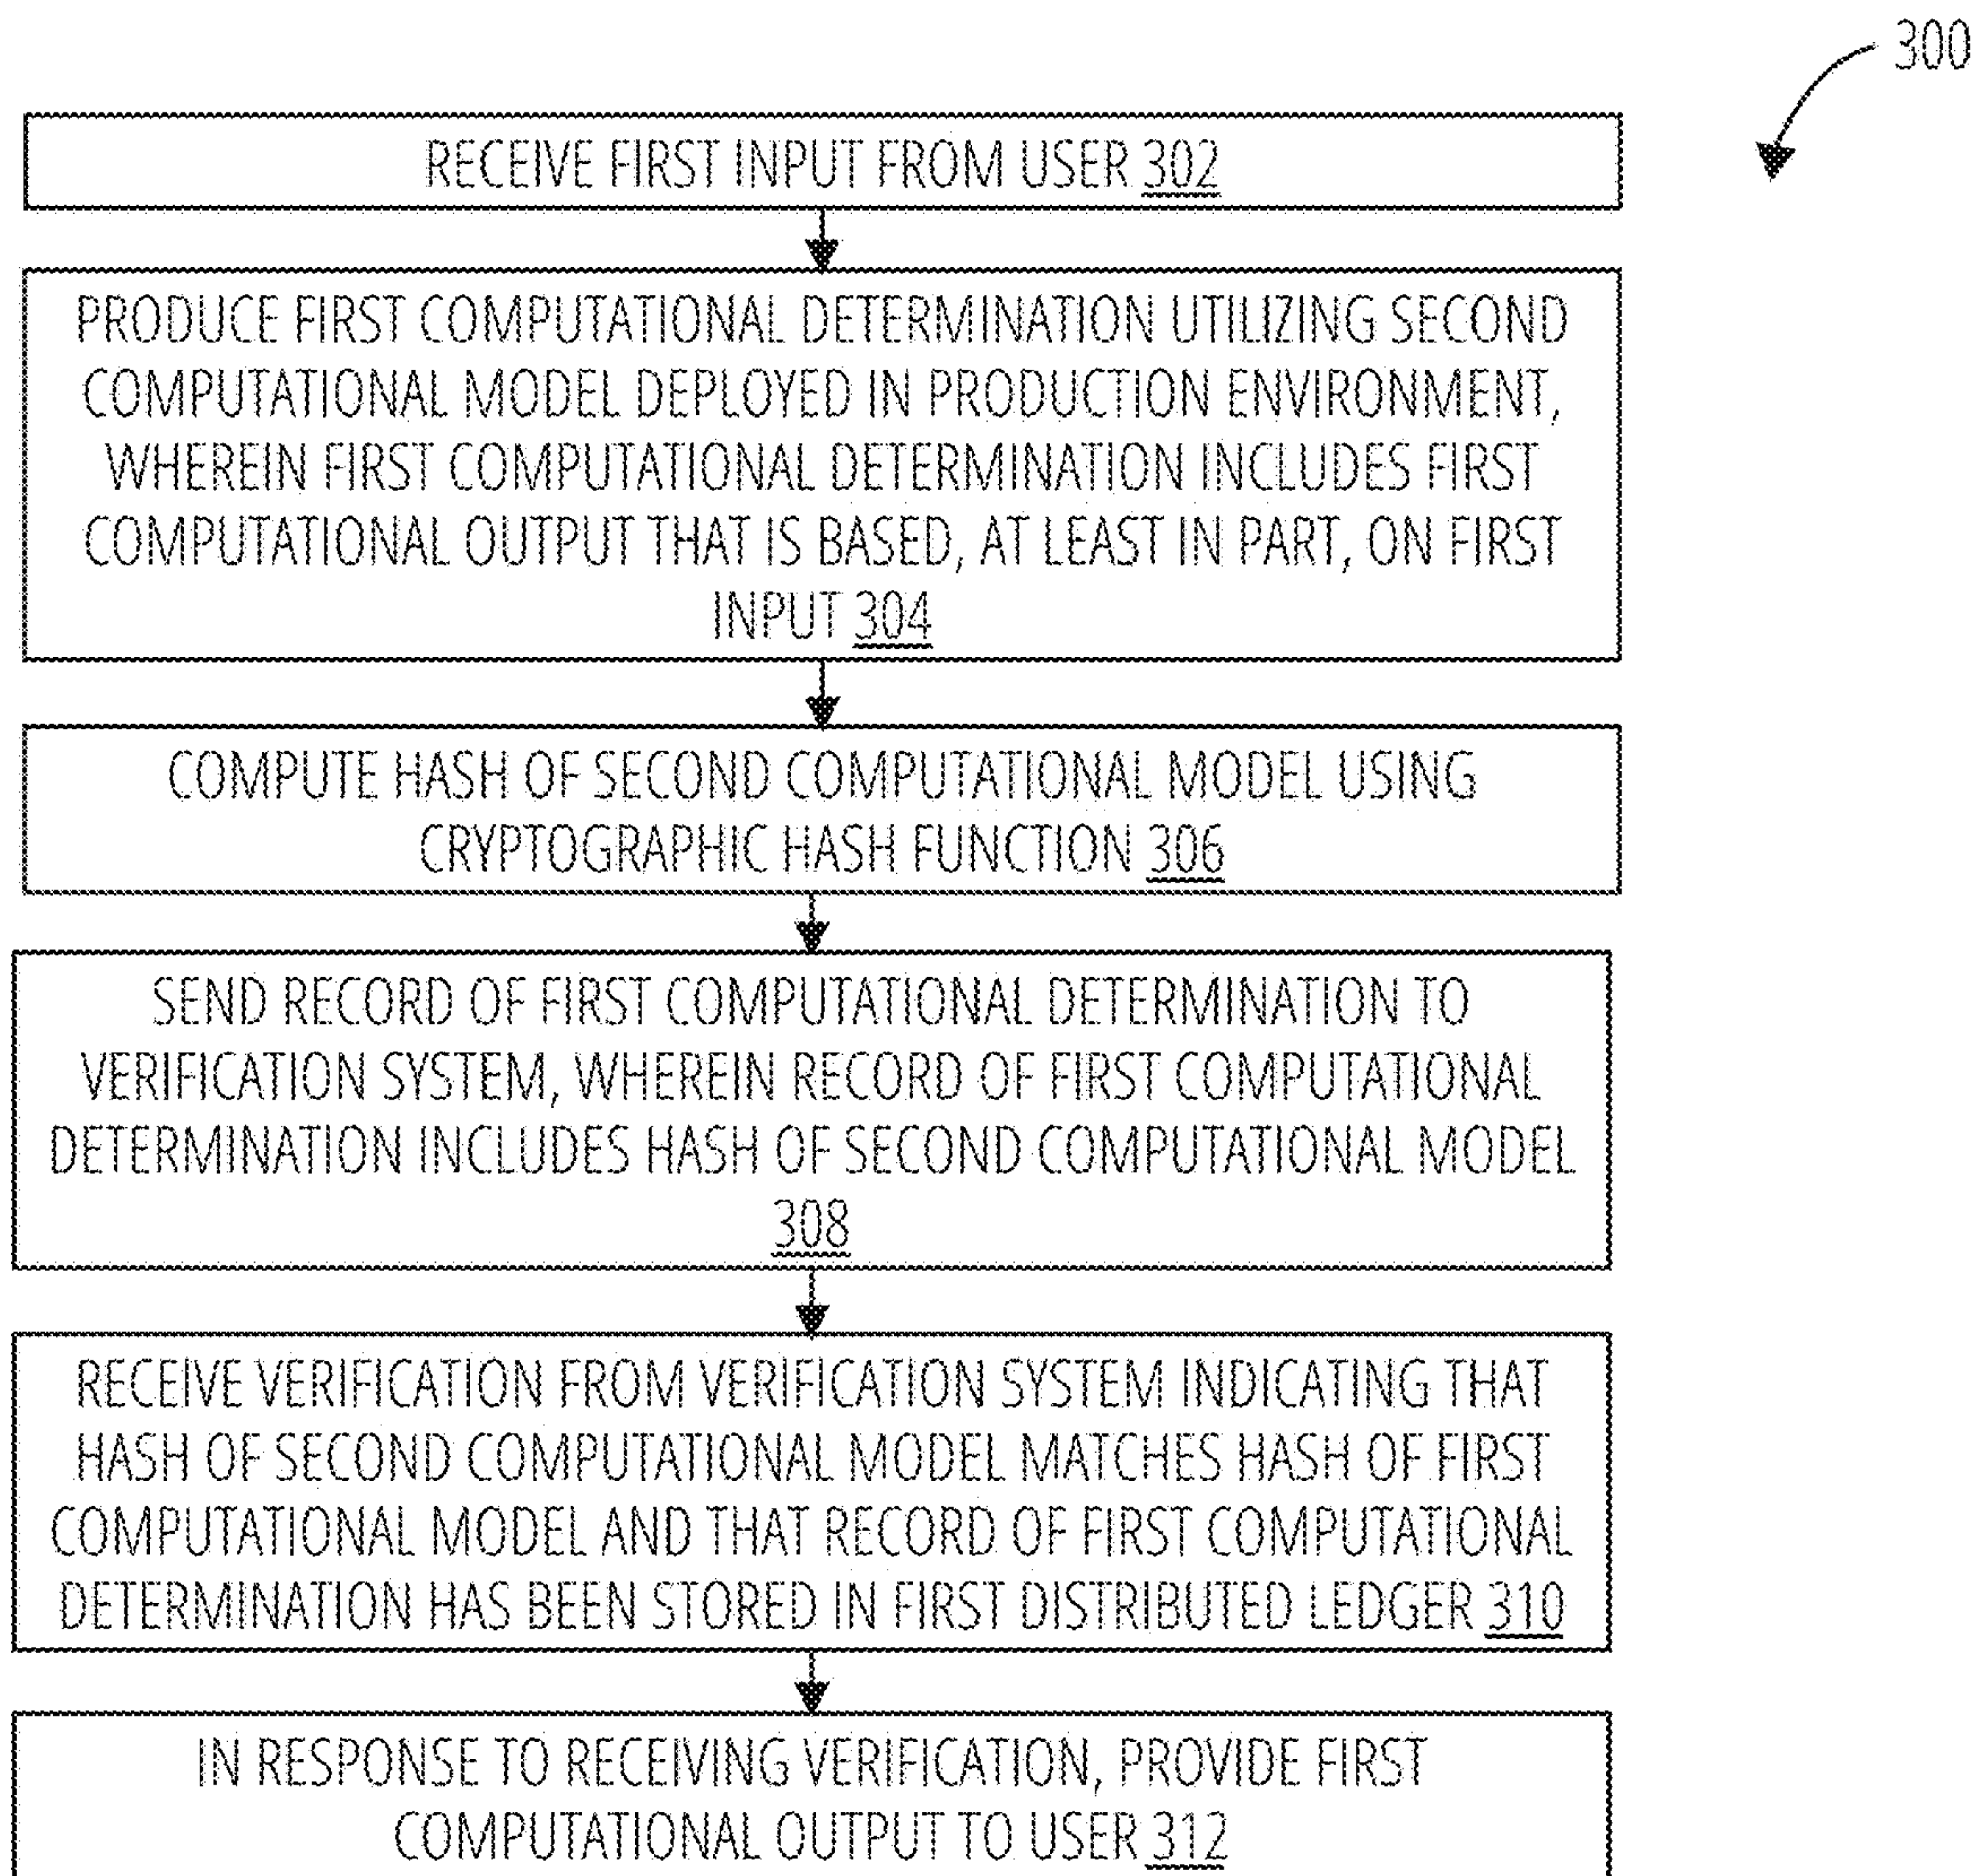 300
RECEIVE FIRST INPUT FROM USER 302
PRODUCE FIRST COMPUTATIONAL DETERMINATION UTILIZING SECOND
COMPUTATIONAL MODEL DEPLOYED IN PRODUCTION ENVIRONMENT,
WHEREIN FIRST COMPUTATIONAL DETERMINATION INCLUDES FIRST
COMPUTATIONAL OUTPUT THAT IS BASED, AT LEAST IN PART, ON FIRST
INPUT 304
COMPUTE HASH OF SECOND COMPUTATIONAL MODEL USING
CRYPTOGRAPHIC HASH FUNCTION 306
SEND RECORD OF FIRST COMPUTATIONAL DETERMINATION TO
VERIFICATION SYSTEM, WHEREIN RECORD OF FIRST COMPUTATIONAL
DETERMINATION INCLUDES HASH OF SECOND COMPUTATIONAL MODEL
308
RECEIVE VERIFICATION FROM VERIFICATION SYSTEM INDICATING THAT
HASH OF SECOND COMPUTATIONAL MODEL MATCHES HASH OF FIRST
COMPUTATIONAL MODEL AND THAT RECORD OF FIRST COMPUTATIONAL
DETERMINATION HAS BEEN STORED IN FIRST DISTRIBUTED LEDGER 310
IN RESPONSE TO RECEIVING VERIFICATION, PROVIDE FIRST
COMPUTATIONAL OUTPUT TO USER 312